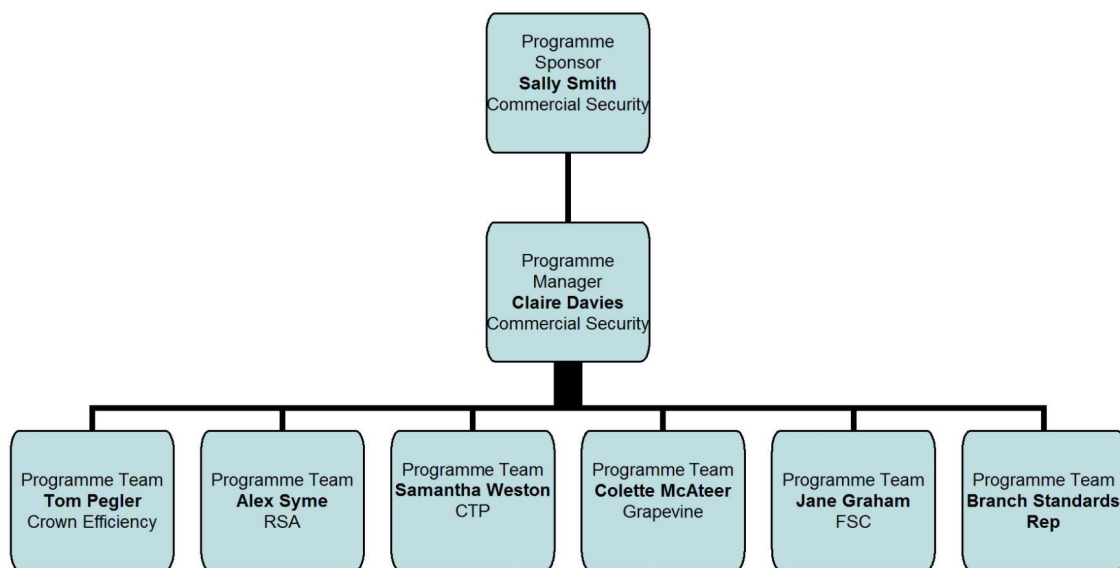 Programme
Sponsor
Sally Smith
Commercial Security
Programme
Manager
Claire Davies
Commercial Security
Programme Team
Tom Pegler
Crown Efficiency
Programme Team
Alex Syme
RSA
Programme Team
Samantha Weston
CTP
Programme Team
Colette McAteer
Grapevine
Programme Team
Jane Graham
FSC
Programme Team
Branch Standards
Rep